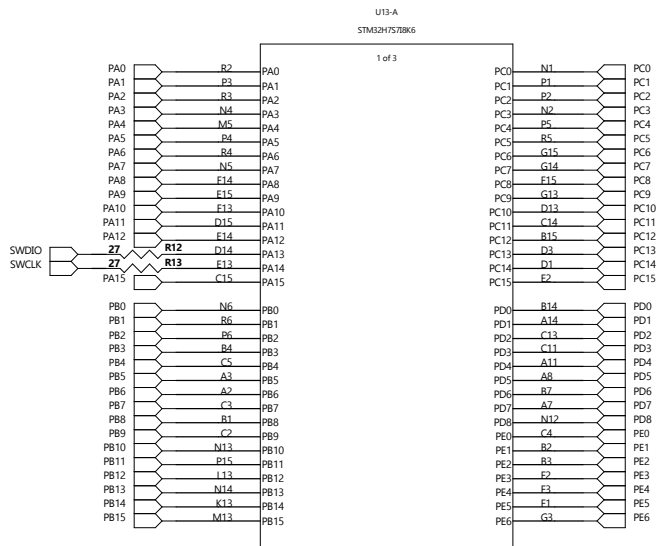 U13-A
STM32H7S7I8K6
1 of 3
PA0 R2 PA0 PC0 N1 PC0
PA1 P3 PA1 PC1 P1 PC1
PA2 R3 PA2 PC2 P2 PC2
PA3 N4 PA3 PC3 N2 PC3
PA4 M5 PA4 PC4 P5 PC4
PA5 P4 PA5 PC5 R5 PC5
PA6 R4 PA6 PC6 G15 PC6
PA7 N5 PA7 PC7 G14 PC7
PA8 F14 PA8 PC8 F15 PC8
PA9 E15 PA9 PC9 G13 PC9
PA10 F13 PA10 PC10 D13 PC10
PA11 D15 PA11 PC11 C14 PC11
PA12 E14 PA12 PC12 B15 PC12
SWDIO 27 R12 D14 PA13 PC13 D3 PC13
SWCLK 27 R13 E13 PA14 PC14 D1 PC14
PA15 C15 PA15 PC15 E2 PC15
PB0 N6 PB0 PD0 B14 PD0
PB1 R6 PB1 PD1 A14 PD1
PB2 P6 PB2 PD2 C13 PD2
PB3 B4 PB3 PD3 C11 PD3
PB4 C5 PB4 PD4 A11 PD4
PB5 A3 PB5 PD5 A8 PD5
PB6 A2 PB6 PD6 B7 PD6
PB7 C3 PB7 PD7 A7 PD7
PB8 B1 PB8 PD8 N12 PD8
PB9 C2 PB9 PE0 C4 PE0
PB10 N13 PB10 PE1 B2 PE1
PB11 P15 PB11 PE2 B3 PE2
PB12 L13 PB12 PE3 F2 PE3
PB13 N14 PB13 PE4 F3 PE4
PB14 K13 PB14 PE5 F1 PE5
PB15 M13 PB15 PE6 G3 PE6